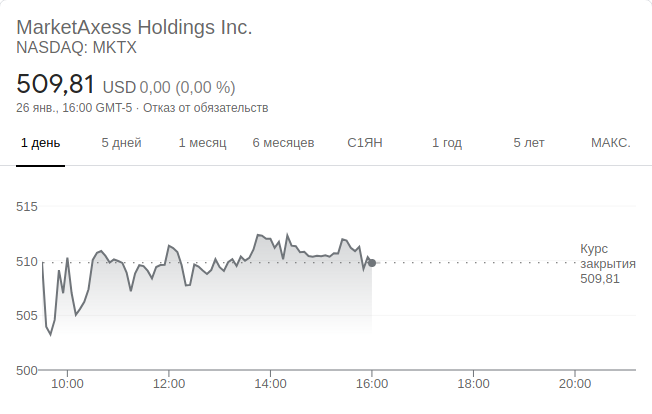 MarketAxess Holdings Inc.
NASDAQ: MKTX
509,81 USD 0,00 (0,00 %)
26 янв., 16:00 GMT-5 · Отказ от обязательств
1 день 5 дней 1 месяц 6 месяцев С1ЯН 1 год 5 лет МАКС.
515
510
505
500
Курс
закрытия
509,81
10:00 12:00 14:00 16:00 18:00 20:00